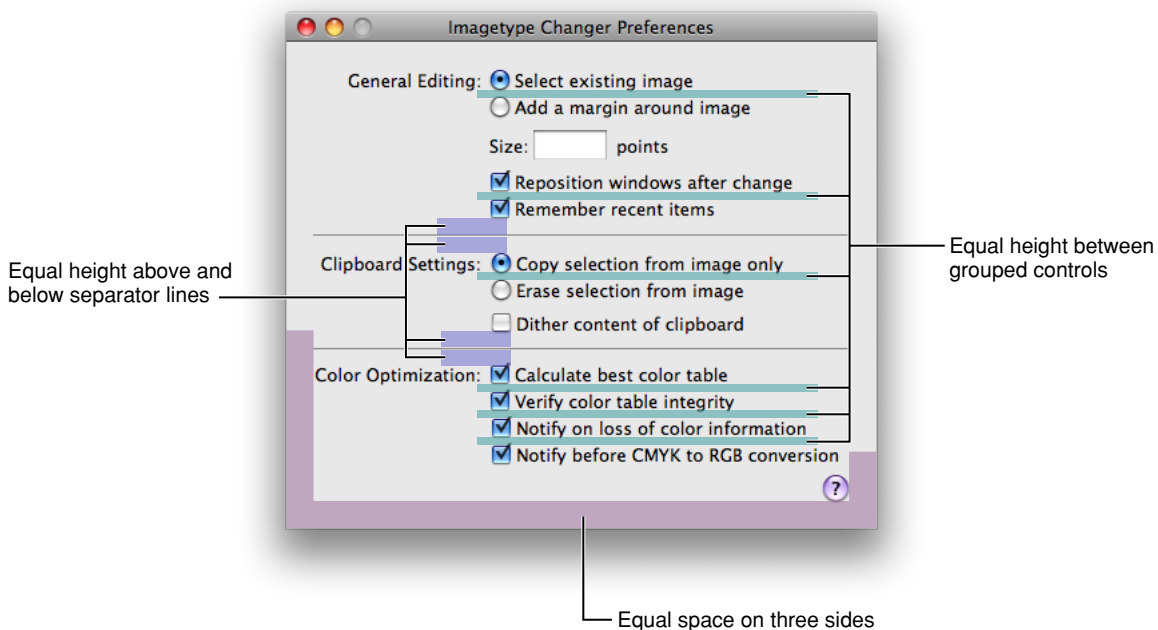 Imagetype Changer Preferences
General Editing: Select existing image
Add a margin around image
Size: points
Reposition windows after change
Remember recent items
Equal height between
grouped controls
Equal height above and
below separator lines
Clipboard Settings: Copy selection from image only
Erase selection from image
Dither content of clipboard
Color Optimization: Calculate best color table
Verify color table integrity
Notify on loss of color information
Notify before CMYK to RGB conversion
?
Equal space on three sides